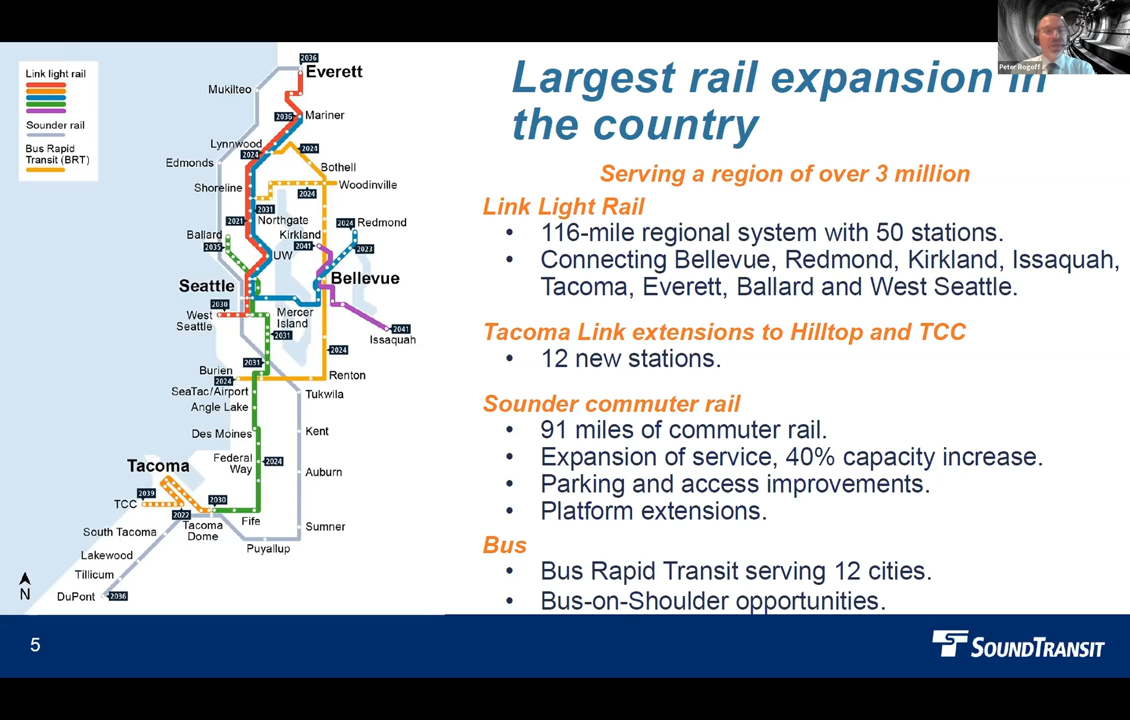 Peter Rogoff
Largest rail expansion in
the country
Serving a region of over 3 million
Link Light Rail
• 116-mile regional system with 50 stations.
• Connecting Bellevue, Redmond, Kirkland, Issaquah,
Tacoma, Everett, Ballard and West Seattle.
Tacoma Link extensions to Hilltop and TCC
• 12 new stations.
Sounder commuter rail
• 91 miles of commuter rail.
• Expansion of service, 40% capacity increase.
• Parking and access improvements.
• Platform extensions.
Bus
• Bus Rapid Transit serving 12 cities.
• Bus-on-Shoulder opportunities.
Link light rail
Sounder rail
Bus Rapid
Transit (BRT)
2036
Everett
Mukilteo
2036
Mariner
Lynnwood
2024
2024
Edmonds
Bothell
Shoreline
Woodinville
2024
2031
2021
Northgate
2024
Redmond
Ballard
2035
Kirkland
2041
2023
UW
Seattle
Bellevue
2030
West
Seattle
Mercer
Island
2041
Issaquah
2031
2024
2031
Burien
2024
Renton
SeaTac/Airport
Tukwila
Angle Lake
Des Moines
Kent
Federal
Way
2024
Tacoma
Auburn
2039
TCC
2030
2022
Tacoma
Dome
Fife
Sumner
South Tacoma
Puyallup
Lakewood
Tillicum
DuPont
2036
N
5
SOUNDTRANSIT